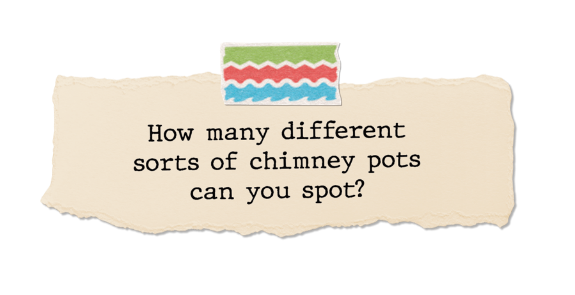 How many different
sorts of chimney pots
can you spot?